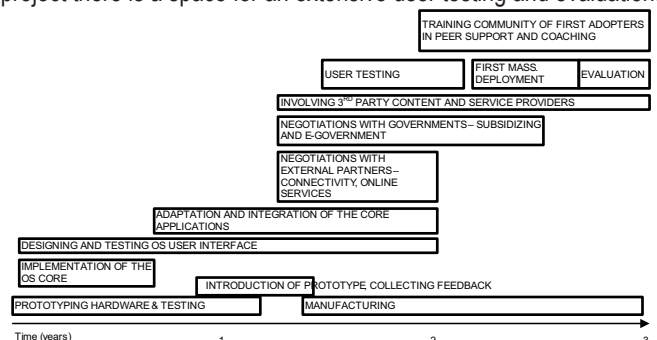 project there is a space for an extensive user testing and evaluation
TRAINING COMMUNITY OF FIRST ADOPTERS
IN PEER SUPPORT AND COACHING
USER TESTING
FIRST MASS.
DEPLOYMENT
EVALUATION
INVOLVING 3RD PARTY CONTENT AND SERVICE PROVIDERS
NEGOTIATIONS WITH GOVERNMENTS – SUBSIDIZING
AND E-GOVERNMENT
NEGOTIATIONS WITH
EXTERNAL PARTNERS –
CONNECTIVITY, ONLINE
SERVICES
ADAPTATION AND INTEGRATION OF THE CORE
APPLICATIONS
DESIGNING AND TESTING OS USER INTERFACE
IMPLEMENTATION OF THE
OS CORE
INTRODUCTION OF PROTOTYPE, COLLECTING FEEDBACK
PROTOTYPING HARDWARE & TESTING
MANUFACTURING
Time (years)
1
2
3